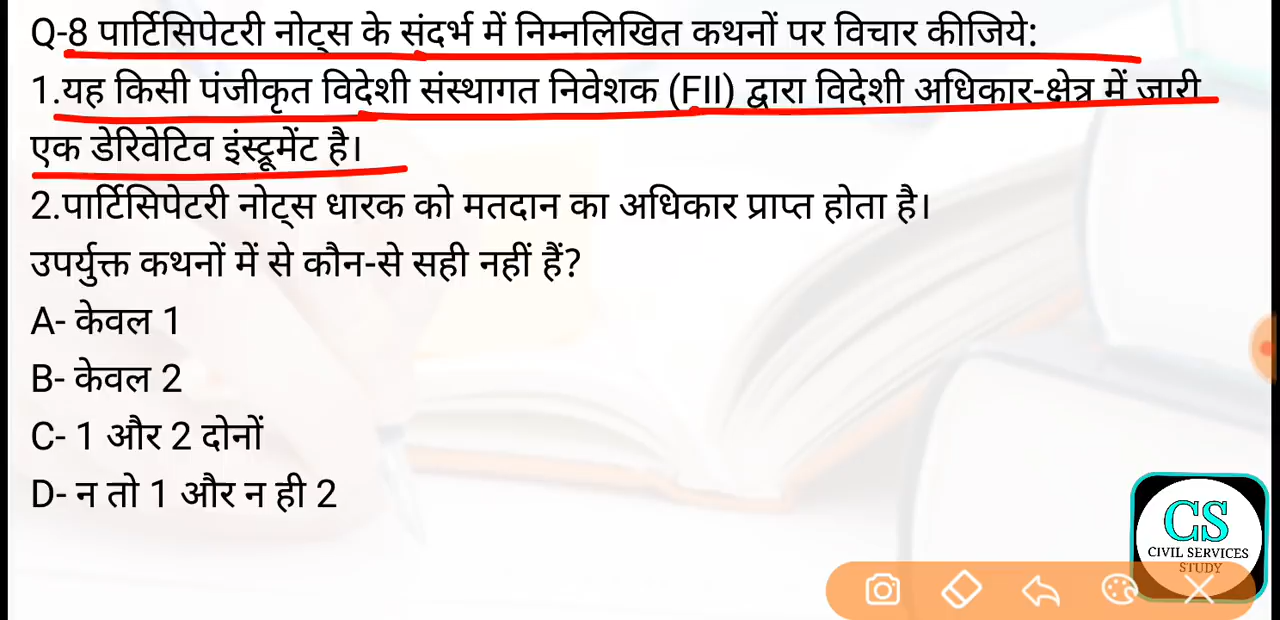 Q-8 पार्टिसिपेटरी नोट्स के संदर्भ में निम्नलिखित कथनों पर विचार कीजिये:
1.यह किसी पंजीकृत विदेशी संस्थागत निवेशक (FII) द्वारा विदेशी अधिकार-क्षेत्र में जारी
एक डेरिवेटिव इंस्ट्रूमेंट है।
2.पार्टिसिपेटरी नोट्स धारक को मतदान का अधिकार प्राप्त होता है।
उपर्युक्त कथनों में से कौन-से सही नहीं हैं?
A- केवल 1
B- केवल 2
C- 1 और 2 दोनों
D- न तो 1 और न ही 2
CS
CIVIL SERVICES
STUDY